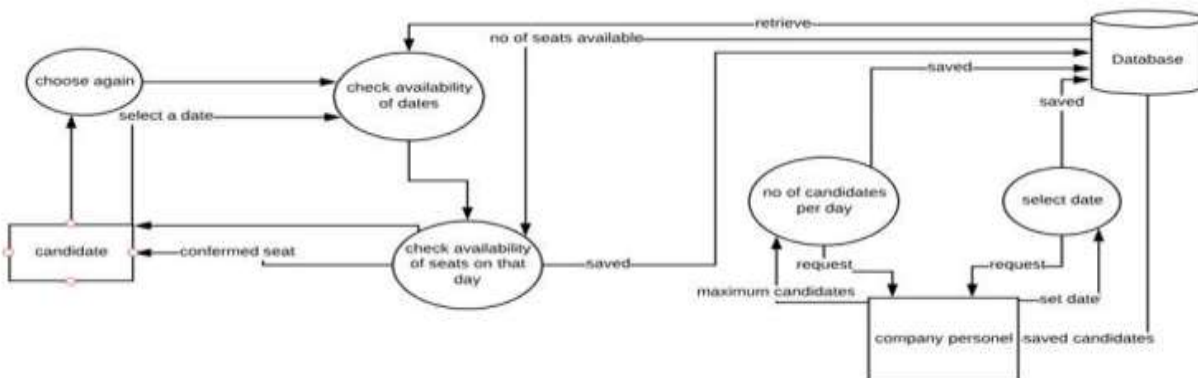 retrieve
no of seats available
Database
choose again
check availability
of dates
saved
select a date
saved
no of candidates
per day
select date
candidate
confermed seat
check availability
of seats on that
day
saved
request
request
maximum candidates
set date
company personel
saved candidates